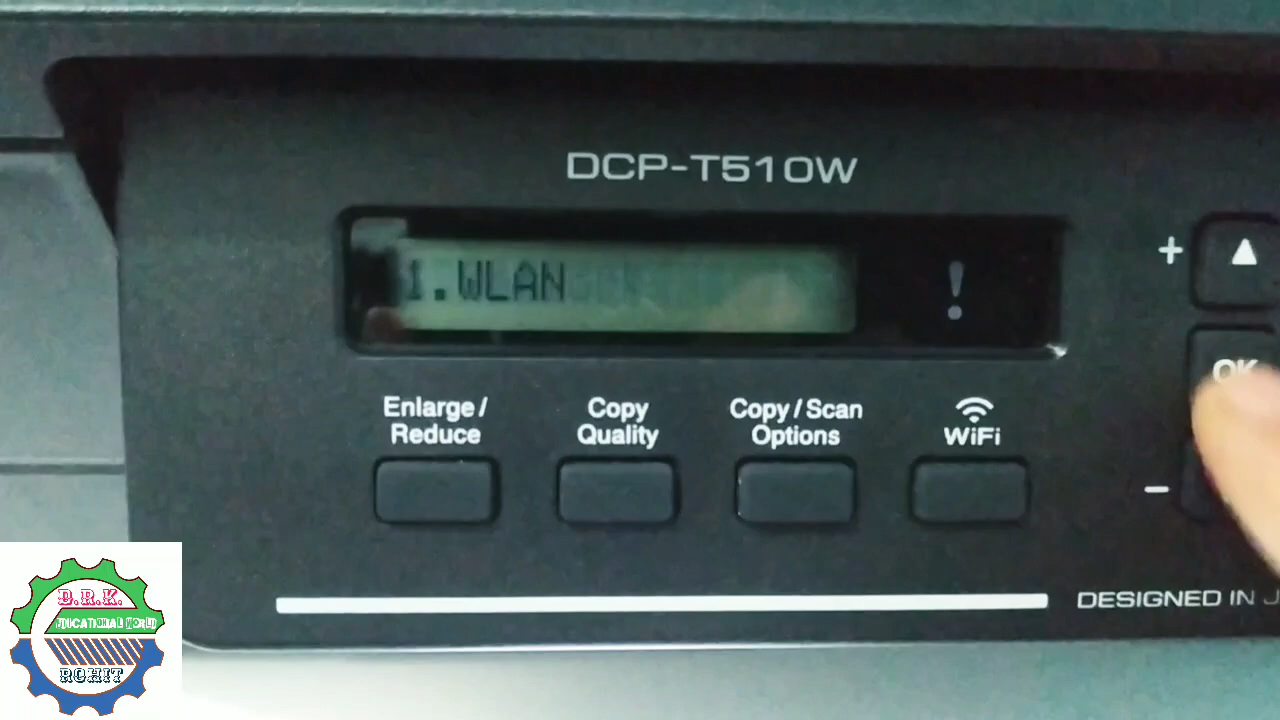 DCP-T510W
1.WLAN
+
Enlarge/
Reduce
Copy
Quality
Copy/Scan
Options
WiFi
OK
−
DESIGNED IN J
B.R.K.
EDUCATIONAL WORLD
ROHIT